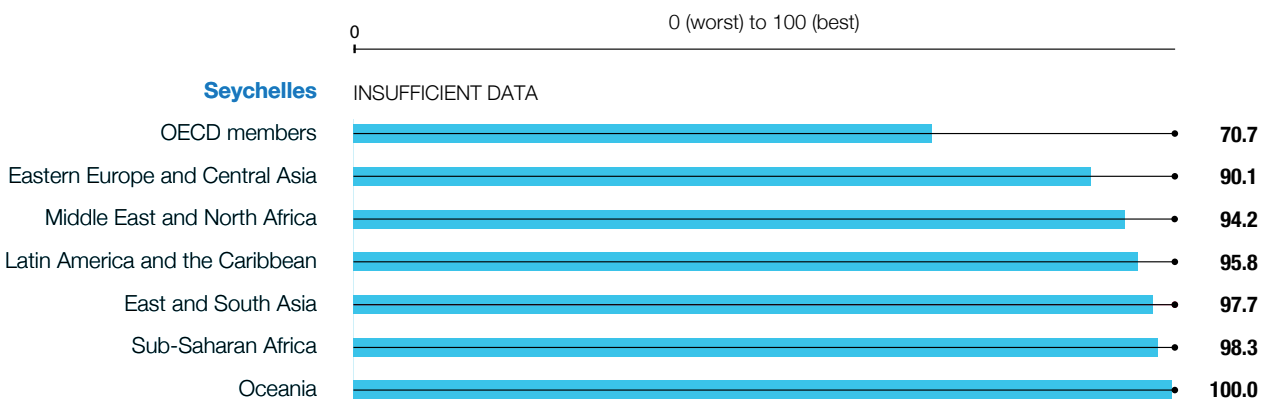 0 (worst) to 100 (best)
0
Seychelles INSUFFICIENT DATA
OECD members 70.7
Eastern Europe and Central Asia 90.1
Middle East and North Africa 94.2
Latin America and the Caribbean 95.8
East and South Asia 97.7
Sub-Saharan Africa 98.3
Oceania 100.0